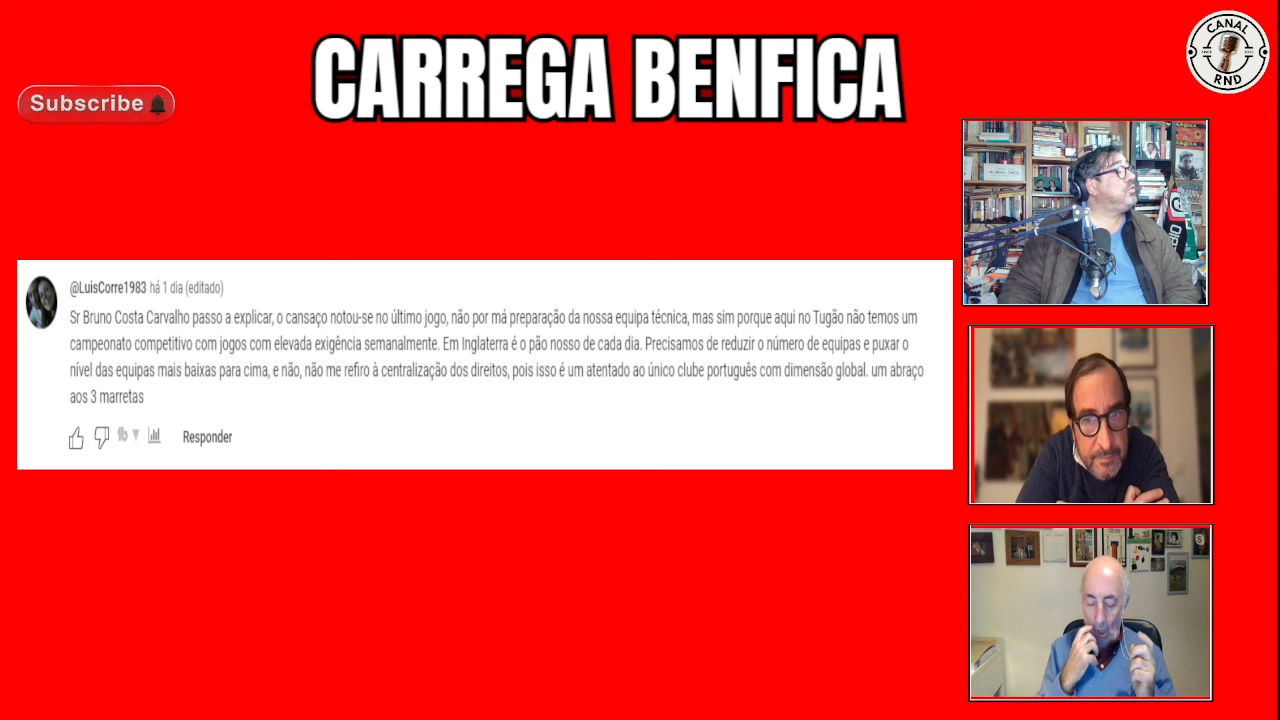 CARREGA BENFICA
CANAL
RND
Subscribe
@LuisCorre1983 há 1 dia (editado)
Sr Bruno Costa Carvalho passo a explicar, o cansaço notou-se no último jogo, não por má preparação da nossa equipa técnica, mas sim porque aqui no Tugão não temos um
campeonato competitivo com jogos com elevada exigência semanalmente. Em Inglaterra é o pão nosso de cada dia. Precisamos de reduzir o número de equipas e puxar o
nível das equipas mais baixas para cima, e não, não me refiro à centralização dos direitos, pois isso é um atentado ao único clube português com dimensão global. um abraço
aos 3 marretas
Responder